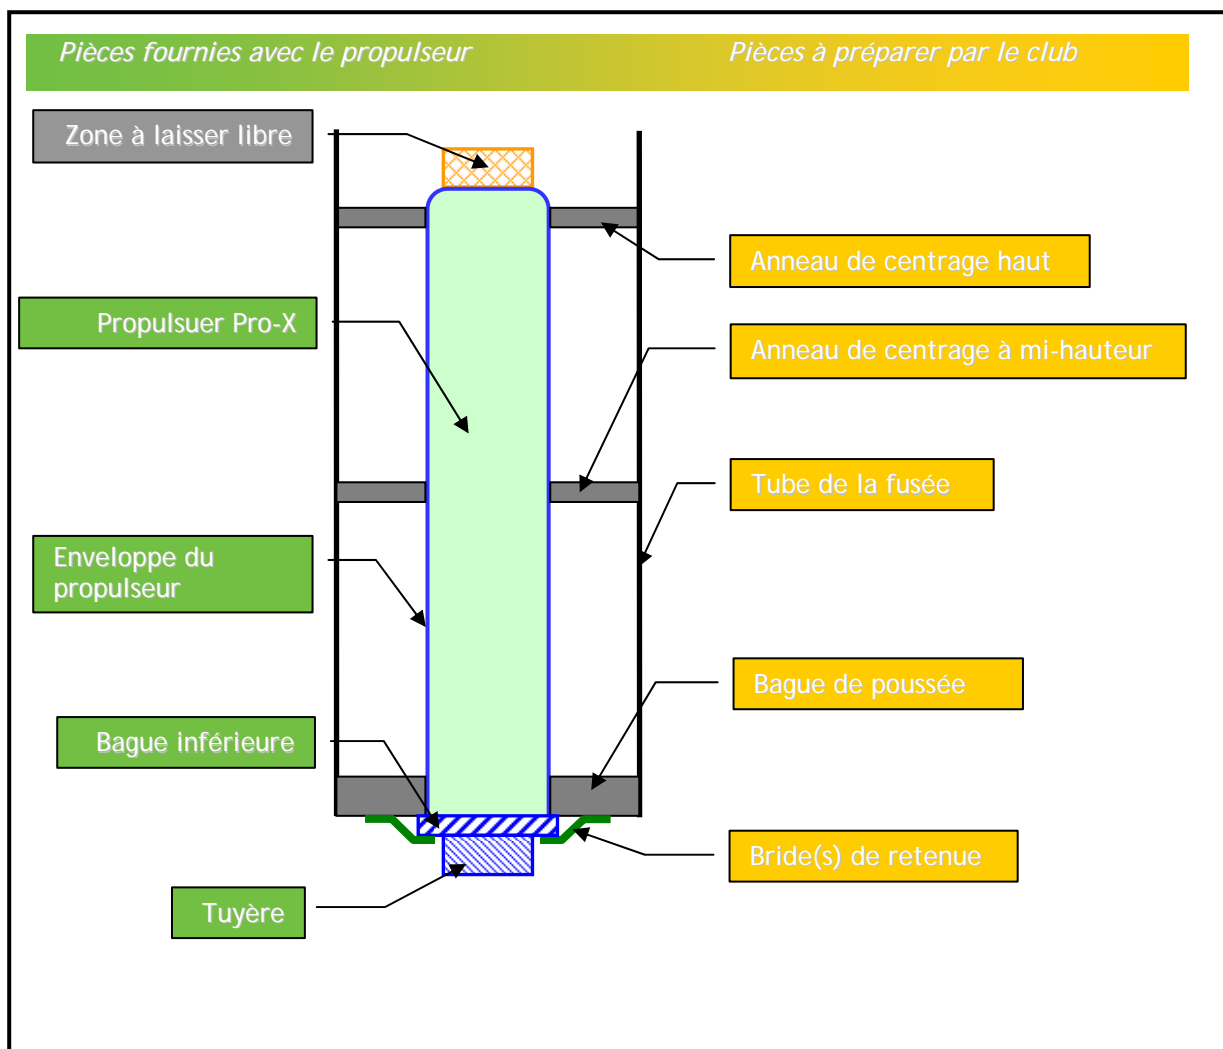 Pièces fournies avec le propulseur
Pièces à préparer par le club
Zone à laisser libre
Anneau de centrage haut
Propulsuer Pro-X
Anneau de centrage à mi-hauteur
Tube de la fusée
Enveloppe du
propulseur
Bague de poussée
Bague inférieure
Bride(s) de retenue
Tuyère